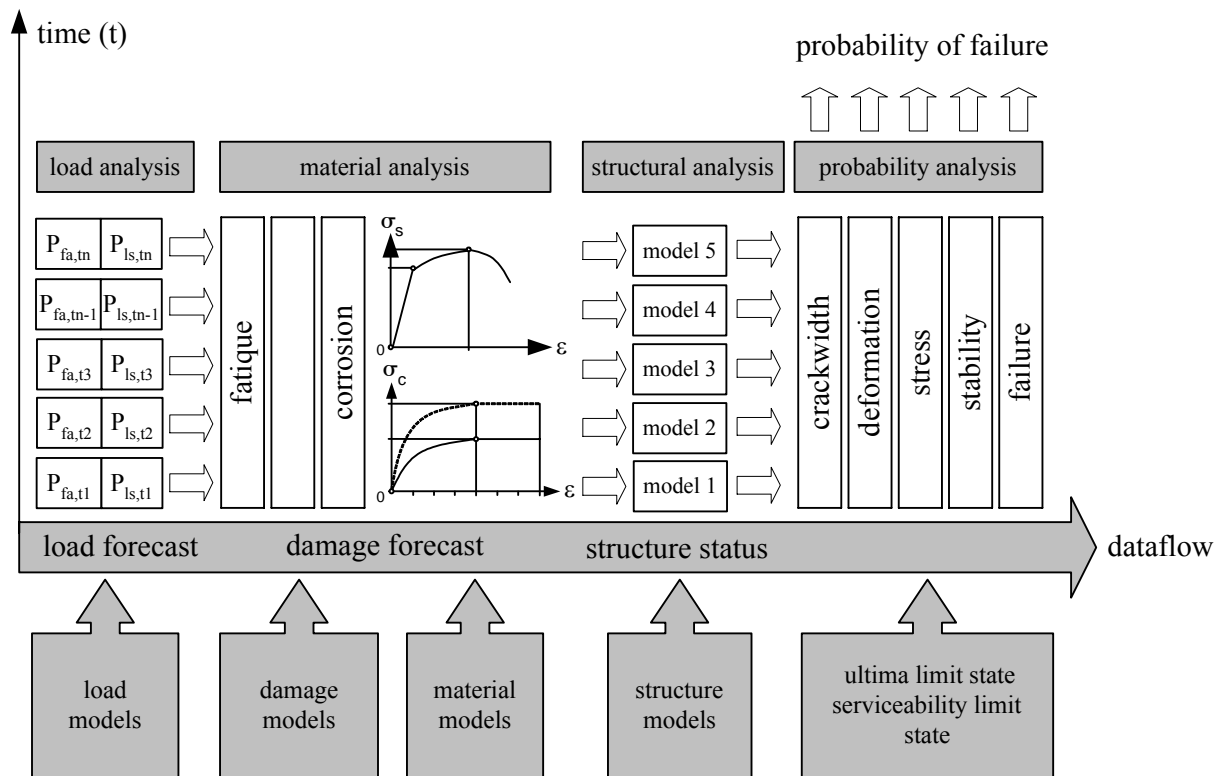 time (t)
probability of failure
load analysis
material analysis
structural analysis
probability analysis
P_fa,tn P_ls,tn
P_fa,tn-1 P_ls,tn-1
P_fa,t3 P_ls,t3
P_fa,t2 P_ls,t2
P_fa,t1 P_ls,t1
fatique
corrosion
σ_s
0
ε
σ_c
0
ε
model 5
model 4
model 3
model 2
model 1
crackwidth
deformation
stress
stability
failure
load forecast
damage forecast
structure status
dataflow
load
models
damage
models
material
models
structure
models
ultima limit state
serviceability limit
state